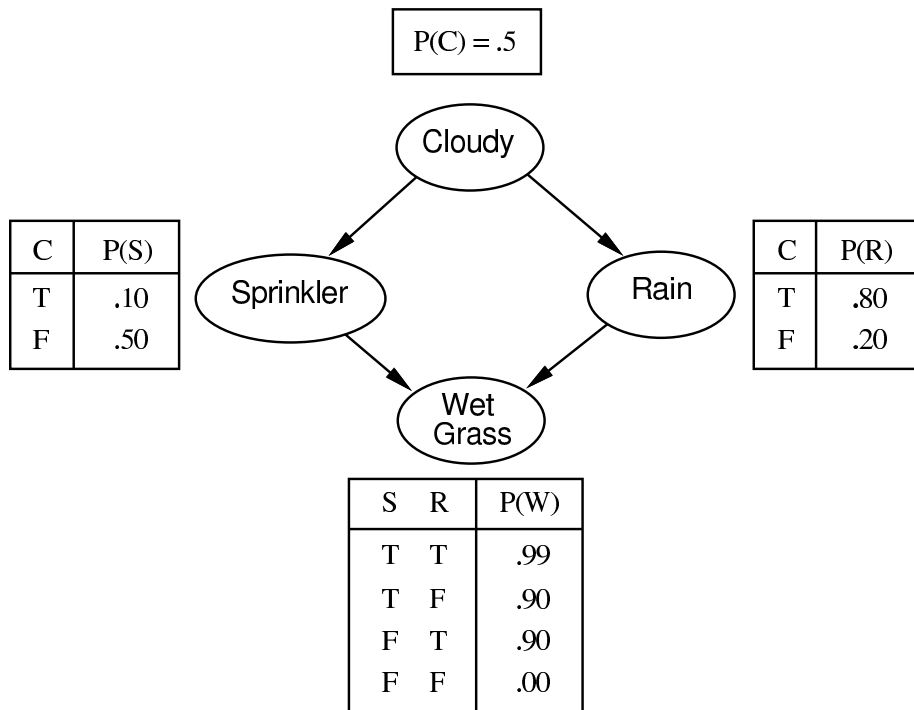 P(C) = .5
Cloudy
C P(S)
T .10
F .50
Sprinkler
Rain
C P(R)
T .80
F .20
Wet
Grass
S R P(W)
T T .99
T F .90
F T .90
F F .00